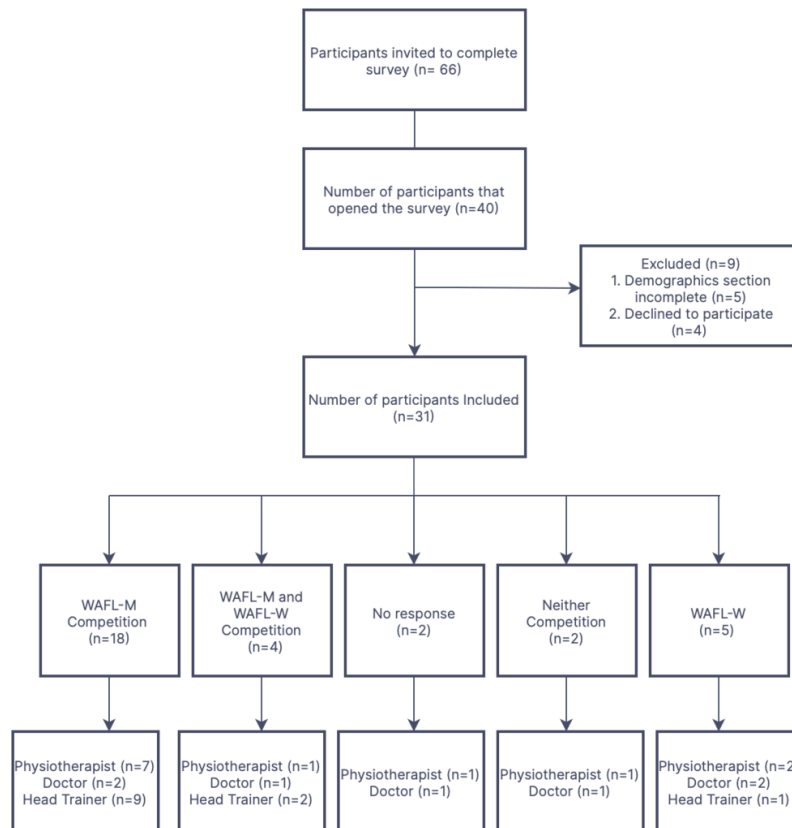 Participants invited to complete
survey (n= 66)
Number of participants that
opened the survey (n=40)
Excluded (n=9)
1. Demographics section
incomplete (n=5)
2. Declined to participate
(n=4)
Number of participants Included
(n=31)
WAFL-M
Competition
(n=18)
WAFL-M and
WAFL-W
Competition
(n=4)
No response
(n=2)
Neither
Competition
(n=2)
WAFL-W
(n=5)
Physiotherapist (n=7)
Doctor (n=2)
Head Trainer (n=9)
Physiotherapist (n=1)
Doctor (n=1)
Head Trainer (n=2)
Physiotherapist (n=1)
Doctor (n=1)
Physiotherapist (n=1)
Doctor (n=1)
Physiotherapist (n=2
Doctor (n=2)
Head Trainer (n=1)